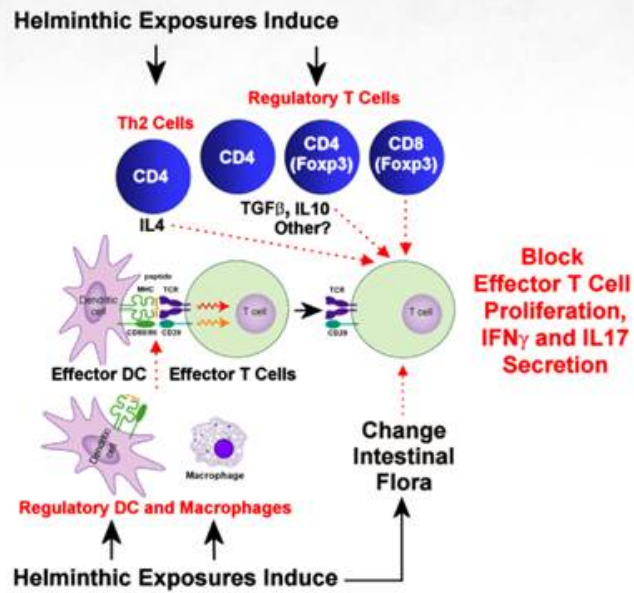 Helminthic Exposures Induce
Regulatory T Cells
Th2 Cells
CD4
CD4
CD4
(Foxp3)
CD8
(Foxp3)
IL4
TGFβ, IL10
Other?
peptide
MHC TCR
Dendritic
cell
T cell
CD80/86 CD28
TCR
T cell
CD28
Block
Effector T Cell
Proliferation,
IFNγ and IL17
Secretion
Effector DC
Effector T Cells
Dendritic
cell
Macrophage
Change
Intestinal
Flora
Regulatory DC and Macrophages
Helminthic Exposures Induce